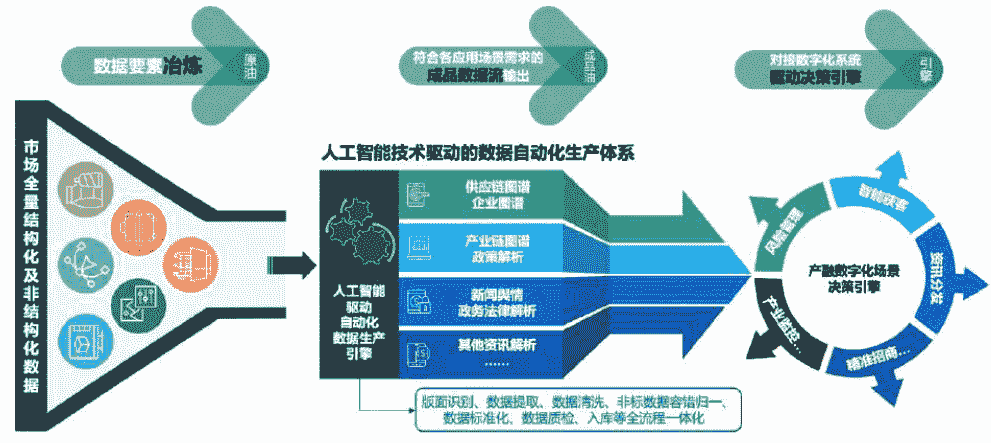 数据要素冶炼
原油
符合各应用场景需求的
成品数据流输出
成品油
对接数字化系统
驱动决策引擎
引擎
市场全量结构化及非结构化数据
人工智能技术驱动的数据自动化生产体系
人工智能
驱动
自动化
数据生产
引擎
供应链图谱
企业图谱
产业链图谱
政策解析
新闻舆情
政务法律解析
其他资讯解析
......
版面识别、数据提取、数据清洗、非标数据容错归一、
数据标准化、数据质检、入库等全流程一体化
产融数字化场景
决策引擎
风险管理
智能获客
资讯分发
精准招商...
产业监控...